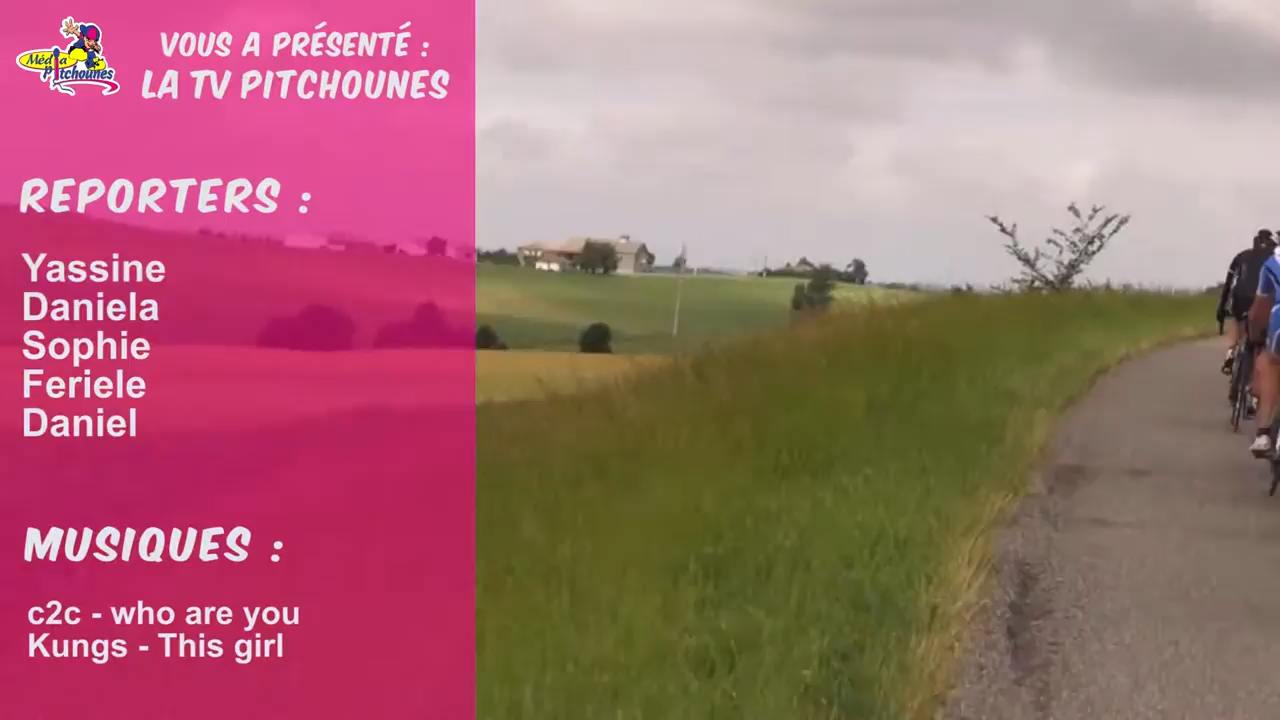 Média
Pitchounes
VOUS A PRÉSENTÉ :
LA TV PITCHOUNES
REPORTERS :
Yassine
Daniela
Sophie
Feriele
Daniel
MUSIQUES :
c2c - who are you
Kungs - This girl